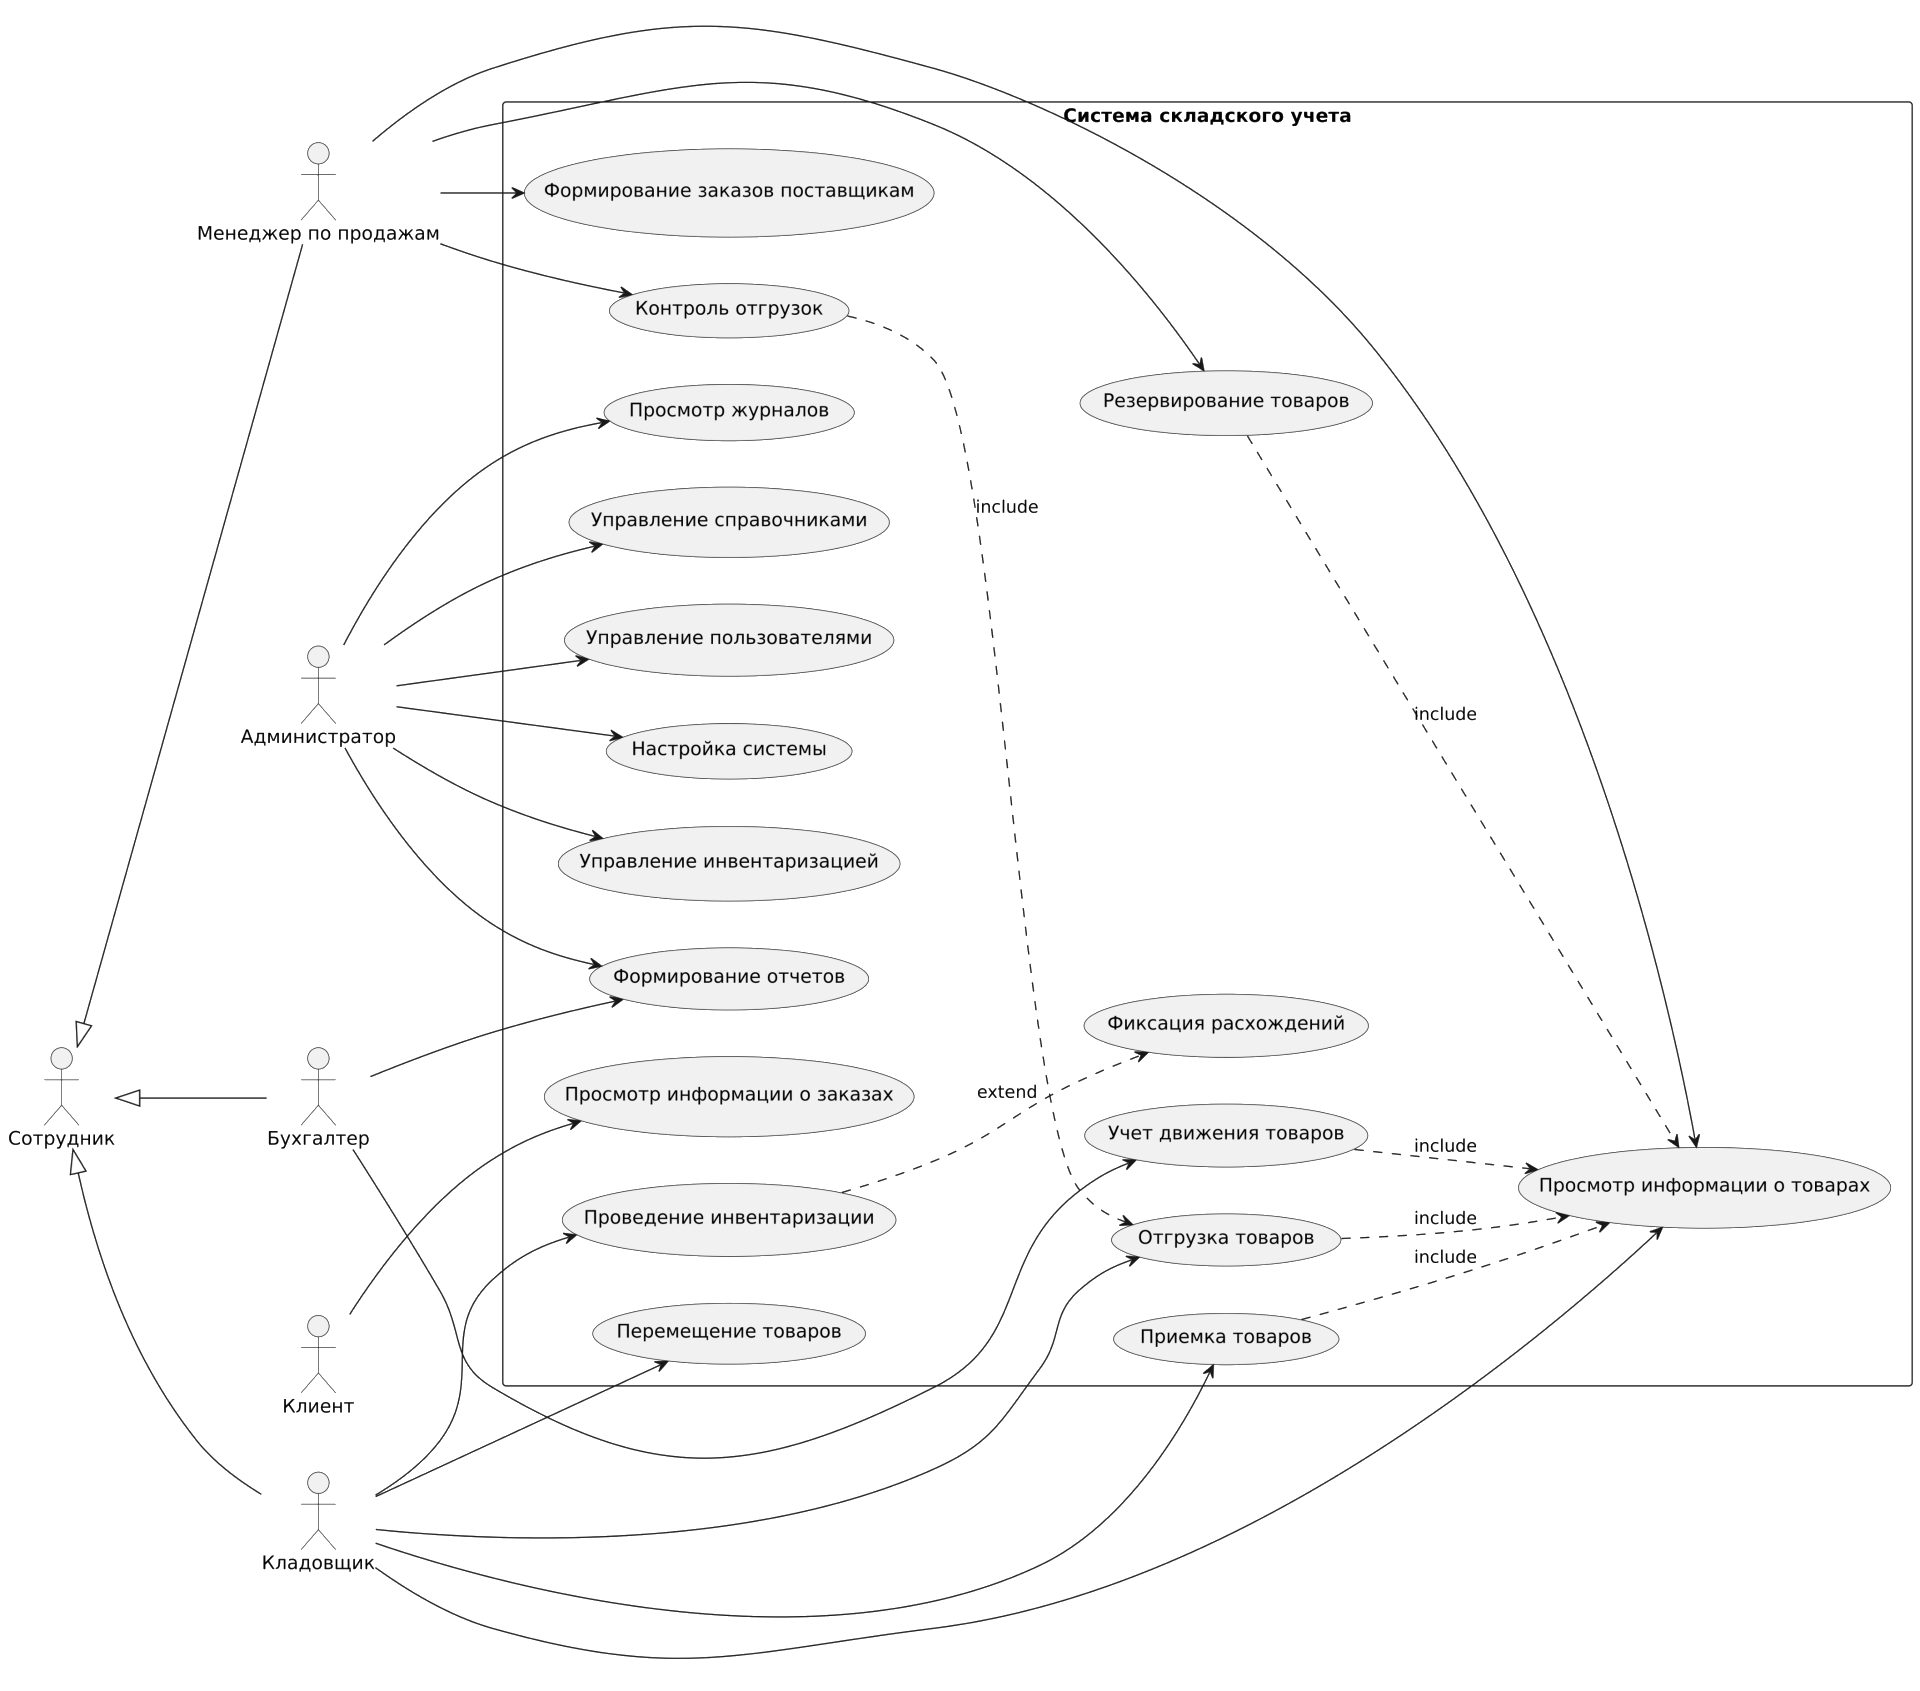 Система складского учета
Формирование заказов поставщикам
Менеджер по продажам
Контроль отгрузок
Резервирование товаров
Просмотр журналов
include
Управление справочниками
Управление пользователями
include
Администратор
Настройка системы
Управление инвентаризацией
Формирование отчетов
Фиксация расхождений
Просмотр информации о заказах
extend
Сотрудник
Бухгалтер
Учет движения товаров
include
Просмотр информации о товарах
Проведение инвентаризации
include
Отгрузка товаров
include
Перемещение товаров
Приемка товаров
Клиент
Кладовщик